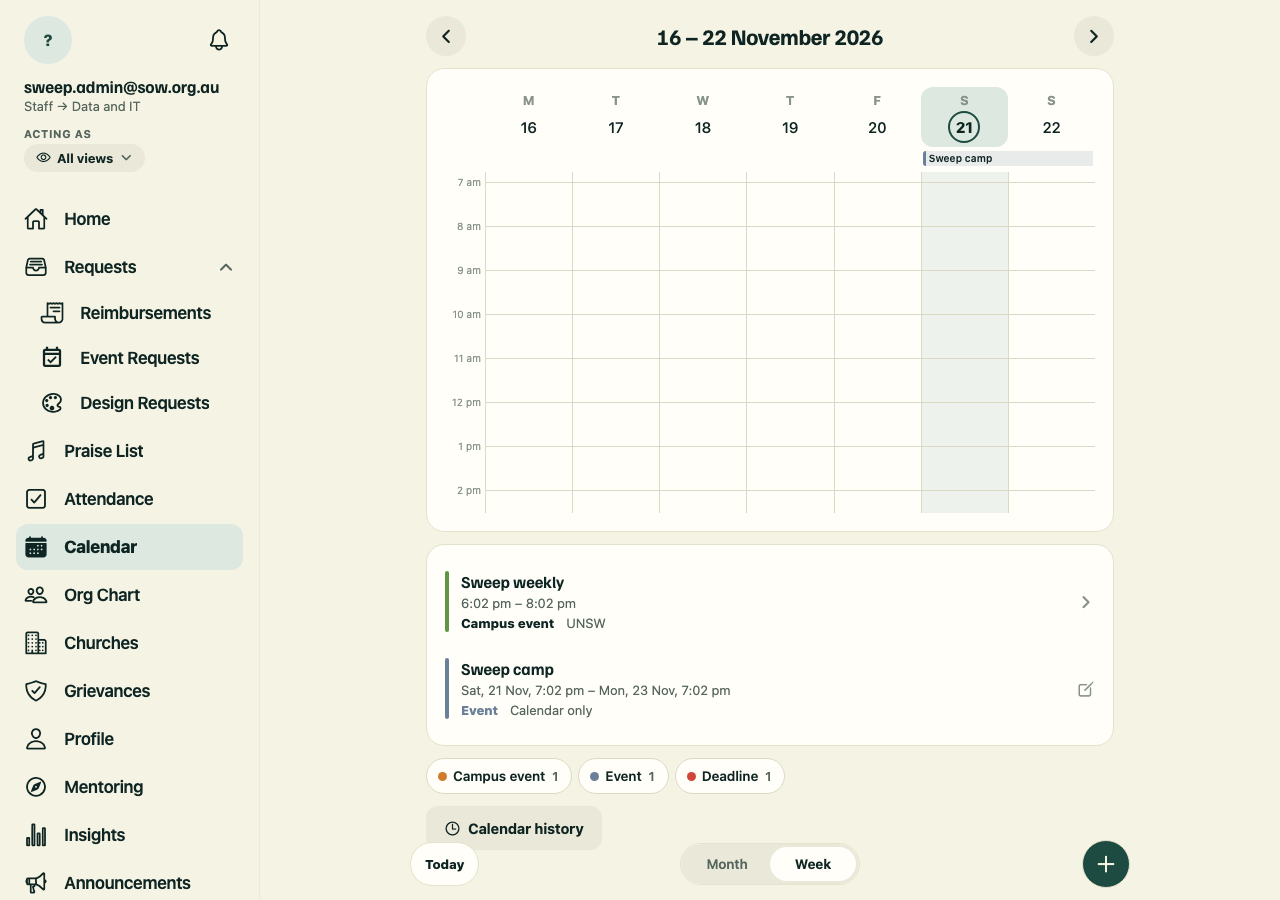 ?
sweep.admin@sow.org.au
Staff → Data and IT
ACTING AS
All views
Home
Requests
Reimbursements
Event Requests
Design Requests
Praise List
Attendance
Calendar
Org Chart
Churches
Grievances
Profile
Mentoring
Insights
Announcements
16 – 22 November 2026
M T W T F S S
16 17 18 19 20 21 22
Sweep camp
7 am
8 am
9 am
10 am
11 am
12 pm
1 pm
2 pm
Sweep weekly
6:02 pm – 8:02 pm
Campus event UNSW
Sweep camp
Sat, 21 Nov, 7:02 pm – Mon, 23 Nov, 7:02 pm
Event Calendar only
Campus event 1 Event 1 Deadline 1
Calendar history
Today Month Week